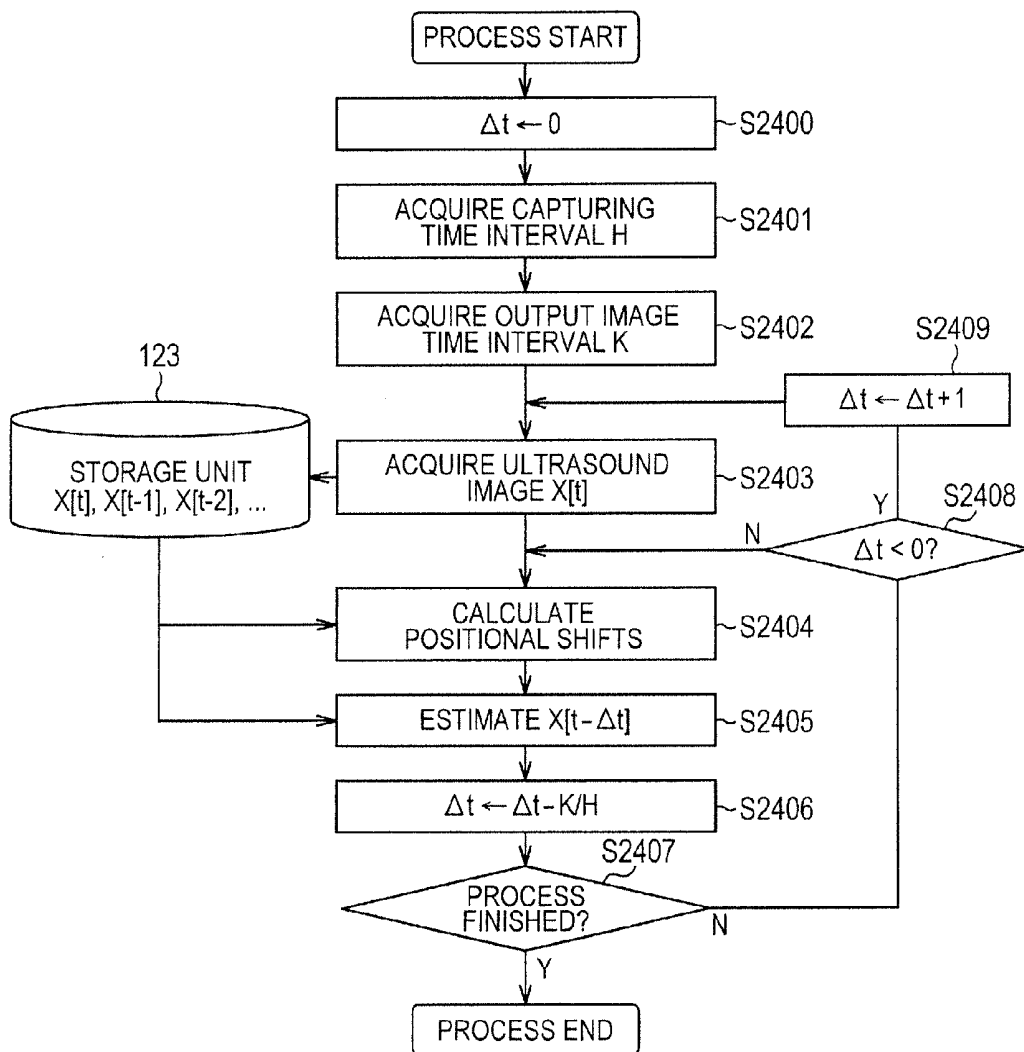 PROCESS START
Δt ← 0
S2400
ACQUIRE CAPTURING
TIME INTERVAL H
S2401
ACQUIRE OUTPUT IMAGE
TIME INTERVAL K
S2402
S2409
Δt ← Δt+1
123
STORAGE UNIT
X[t], X[t-1], X[t-2], ...
ACQUIRE ULTRASOUND
IMAGE X[t]
S2403
Y
S2408
N
Δt < 0?
CALCULATE
POSITIONAL SHIFTS
S2404
ESTIMATE X[t-Δt]
S2405
Δt ← Δt-K/H
S2406
S2407
PROCESS
FINISHED?
N
Y
PROCESS END